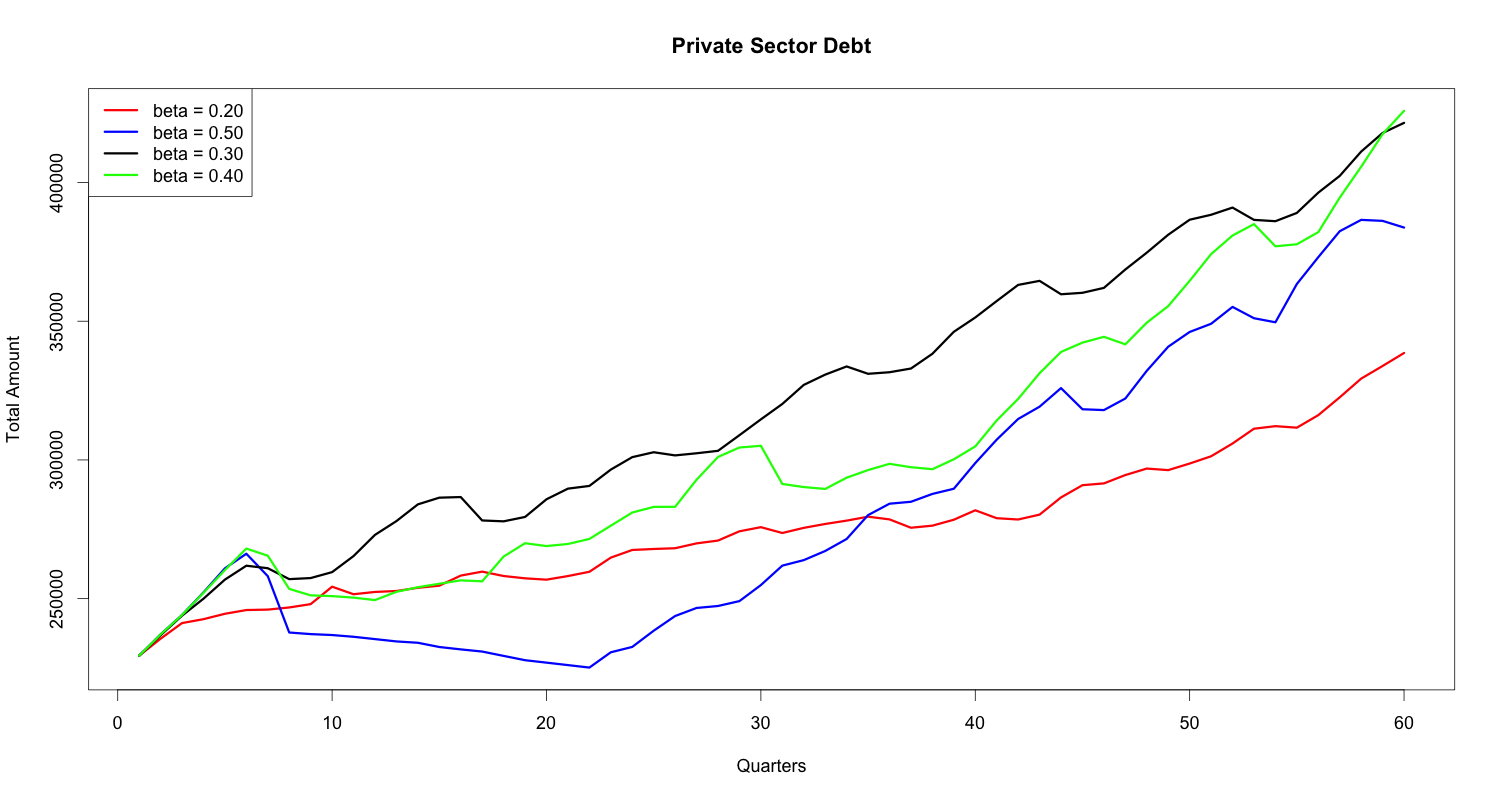 Private Sector Debt
beta = 0.20
beta = 0.50
beta = 0.30
beta = 0.40
Total Amount
400000
350000
300000
250000
0 10 20 30 40 50 60
Quarters